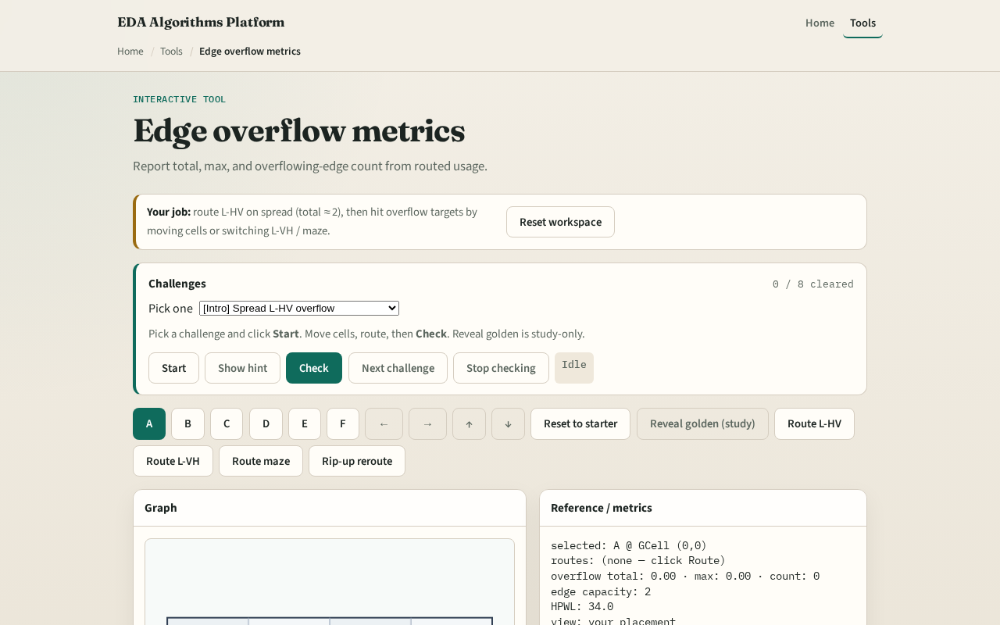 EDA Algorithms Platform
Home
Tools
Home / Tools / Edge overflow metrics
INTERACTIVE TOOL
Edge overflow metrics
Report total, max, and overflowing-edge count from routed usage.
Your job: route L-HV on spread (total ≈ 2), then hit overflow targets by
moving cells or switching L-VH / maze.
Reset workspace
Challenges
0 / 8 cleared
Pick one
[Intro] Spread L-HV overflow
Pick a challenge and click Start. Move cells, route, then Check. Reveal golden is study-only.
Start
Show hint
Check
Next challenge
Stop checking
Idle
A
B
C
D
E
F
←
→
↑
↓
Reset to starter
Reveal golden (study)
Route L-HV
Route L-VH
Route maze
Rip-up reroute
Graph
Reference / metrics
selected: A @ GCell (0,0)
routes: (none — click Route)
overflow total: 0.00 · max: 0.00 · count: 0
edge capacity: 2
HPWL: 34.0
view: your placement